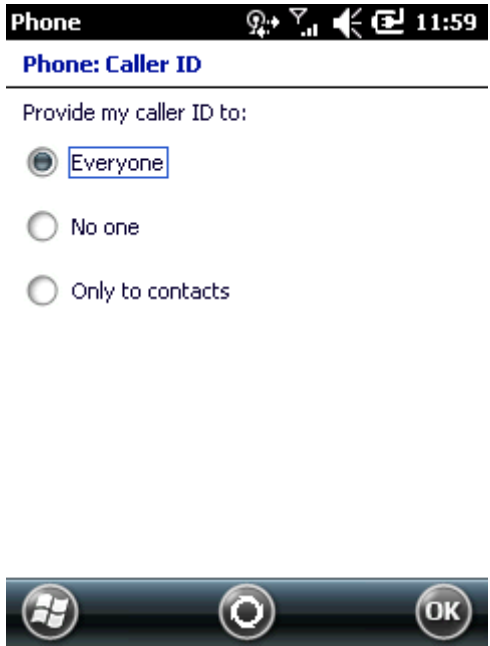 Phone 11:59
Phone: Caller ID
Provide my caller ID to:
Everyone
No one
Only to contacts
OK